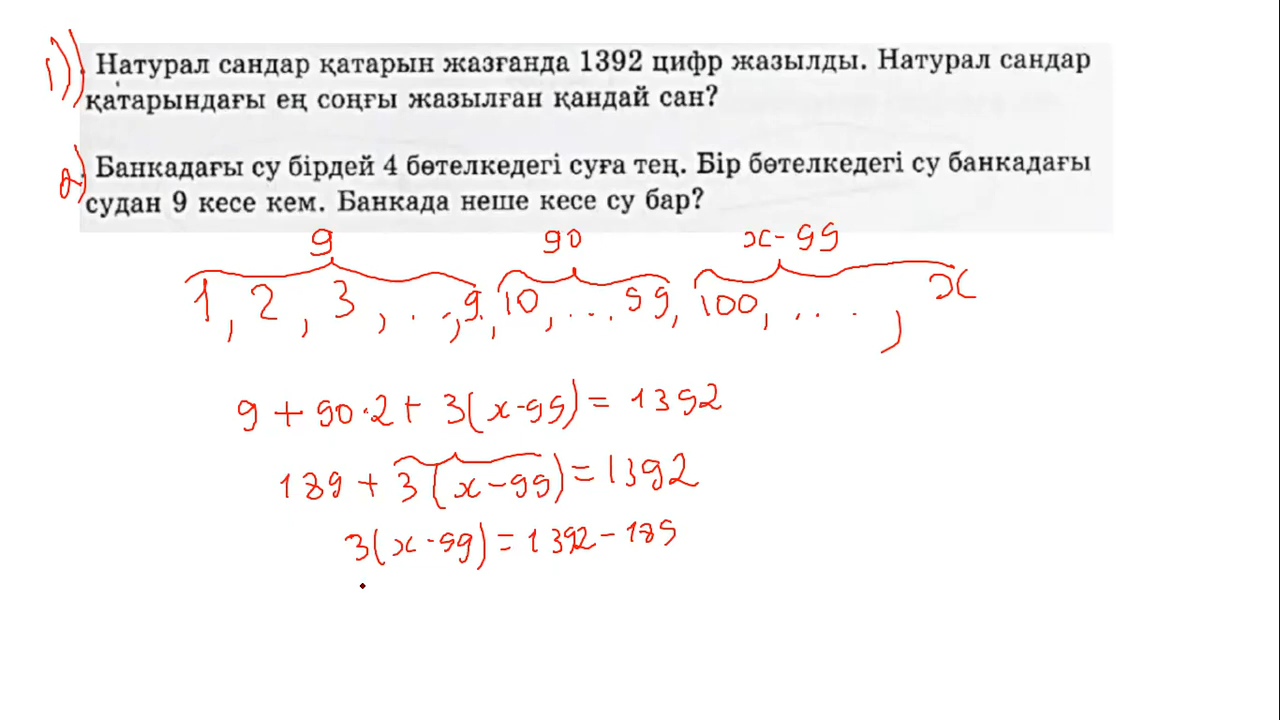 1) Натурал сандар қатарын жазғанда 1392 цифр жазылды. Натурал сандар
қатарындағы ең соңғы жазылған қандай сан?
2) Банкадағы су бірдей 4 бөтелкедегі суға тең. Бір бөтелкедегі су банкадағы
судан 9 кесе кем. Банкада неше кесе су бар?
9 90 x-99
1, 2, 3, ..., 9, 10, ... 99, 100, ..., x
9 + 90·2 + 3(x-99) = 1392
189 + 3(x-99) = 1392
3(x-99) = 1392 - 189